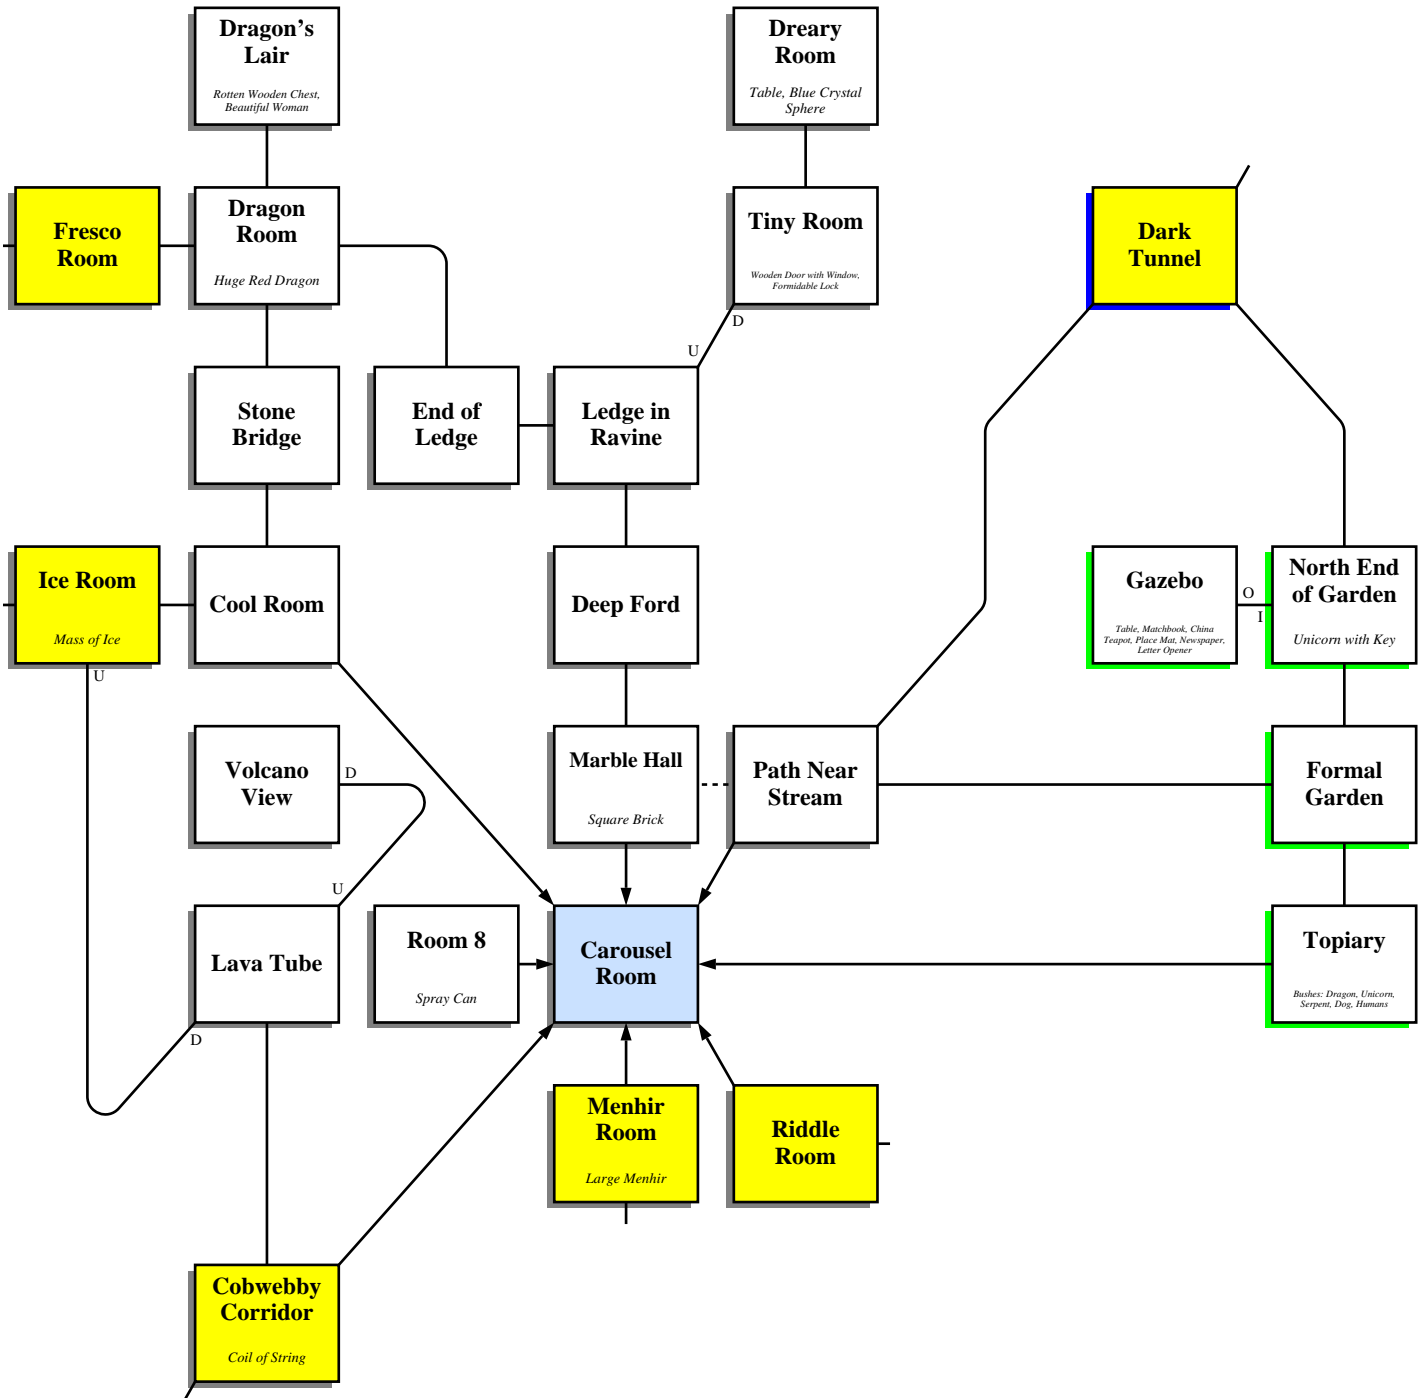 Dragon's
Lair
Rotten Wooden Chest,
Beautiful Woman
Dreary
Room
Table, Blue Crystal
Sphere
Fresco
Room
Dragon
Room
Huge Red Dragon
Tiny Room
Wooden Door with Window,
Formidable Lock
D
U
Dark
Tunnel
Stone
Bridge
End of
Ledge
Ledge in
Ravine
Ice Room
Mass of Ice
U
Cool Room
Deep Ford
Gazebo
Table, Matchbook, China
Teapot, Place Mat, Newspaper,
Letter Opener
O
I
North End
of Garden
Unicorn with Key
Volcano
View
D
U
Marble Hall
Square Brick
Path Near
Stream
Formal
Garden
Lava Tube
D
Room 8
Spray Can
Carousel
Room
Topiary
Bushes: Dragon, Unicorn,
Serpent, Dog, Humans
Menhir
Room
Large Menhir
Riddle
Room
Cobwebby
Corridor
Coil of String